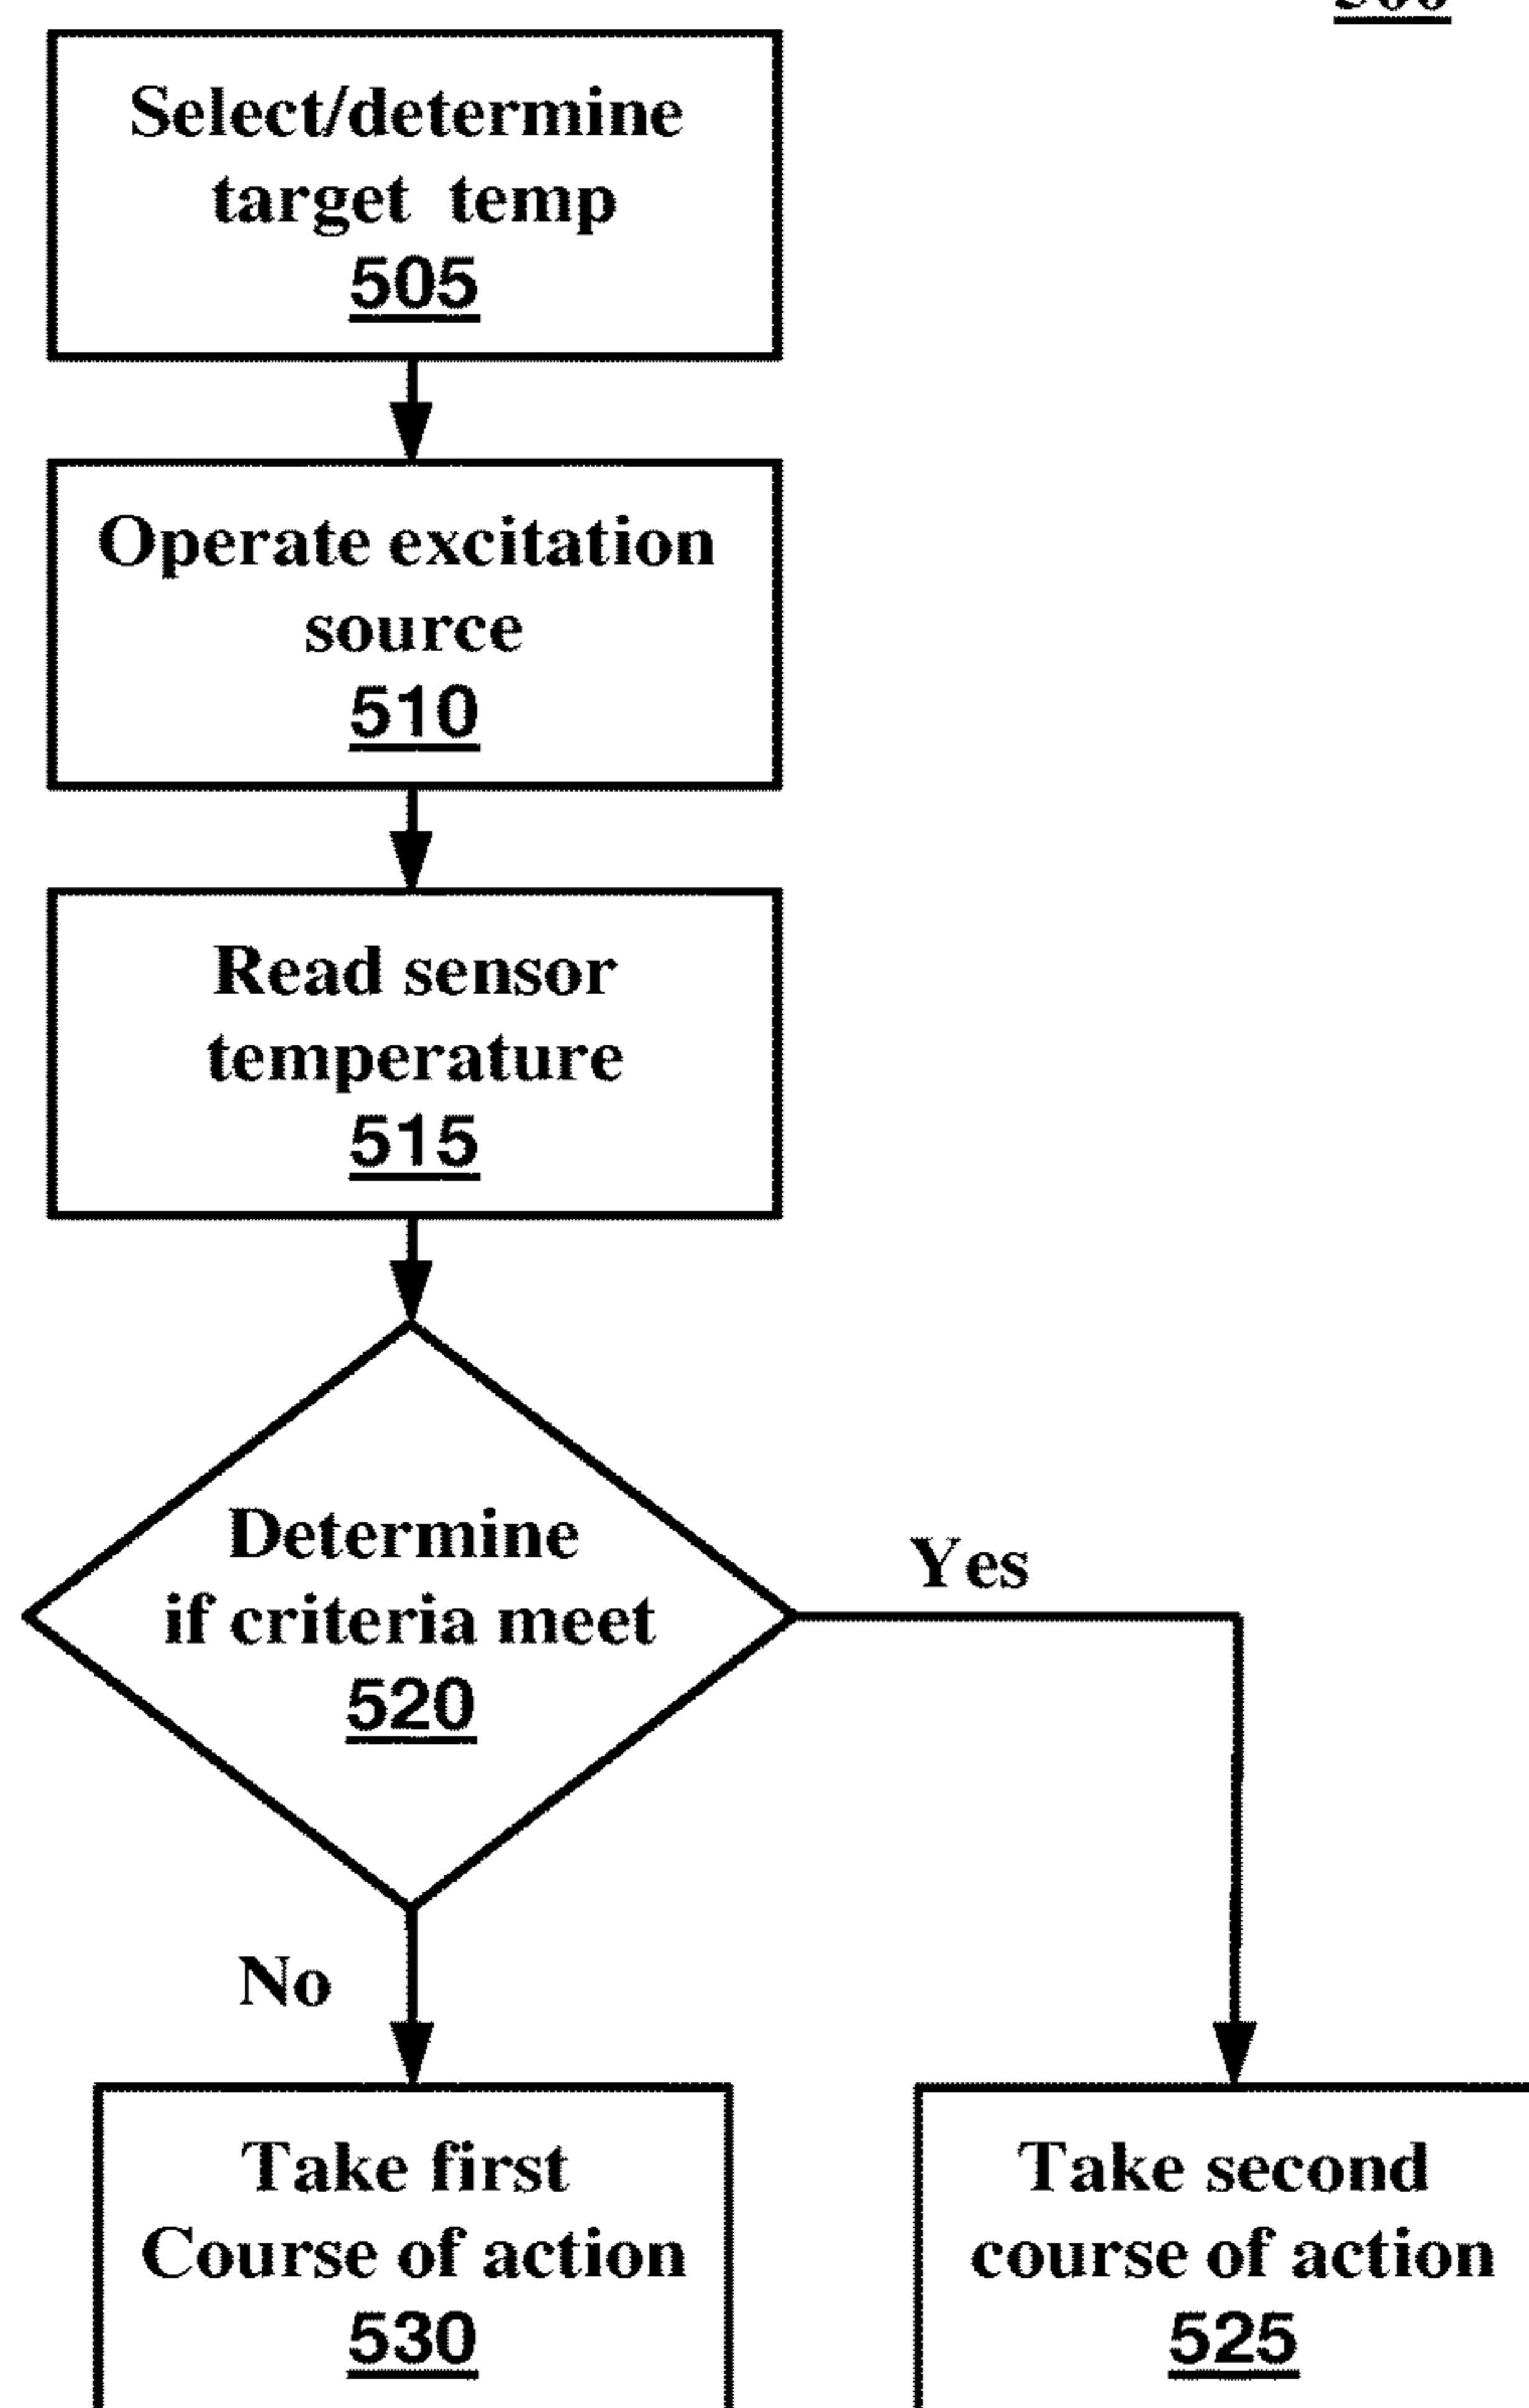 Select/determine
target temp
505
Operate excitation
source
510
Read sensor
temperature
515
Determine
if criteria meet
520
Yes
No
Take first
Course of action
530
Take second
course of action
525